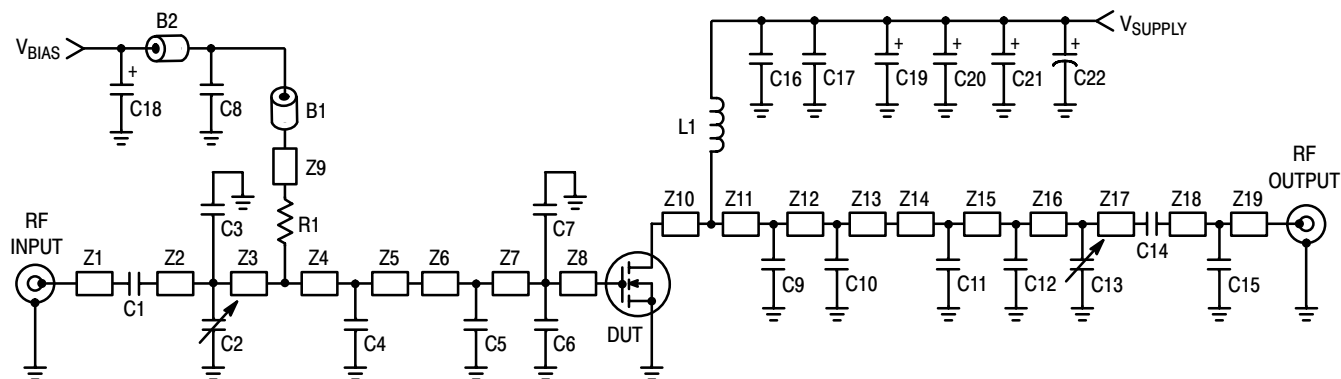 B2
V_BIAS
+
C18
C8
B1
Z9
R1
C3
RF
INPUT
Z1
C1
Z2
Z3
C2
Z4
C4
Z5
Z6
C5
Z7
C7
C6
Z8
DUT
V_SUPPLY
L1
C16
C17
+
C19
+
C20
+
C21
+
C22
Z10
Z11
C9
Z12
C10
Z13
Z14
C11
Z15
C12
Z16
C13
Z17
C14
Z18
C15
Z19
RF
OUTPUT